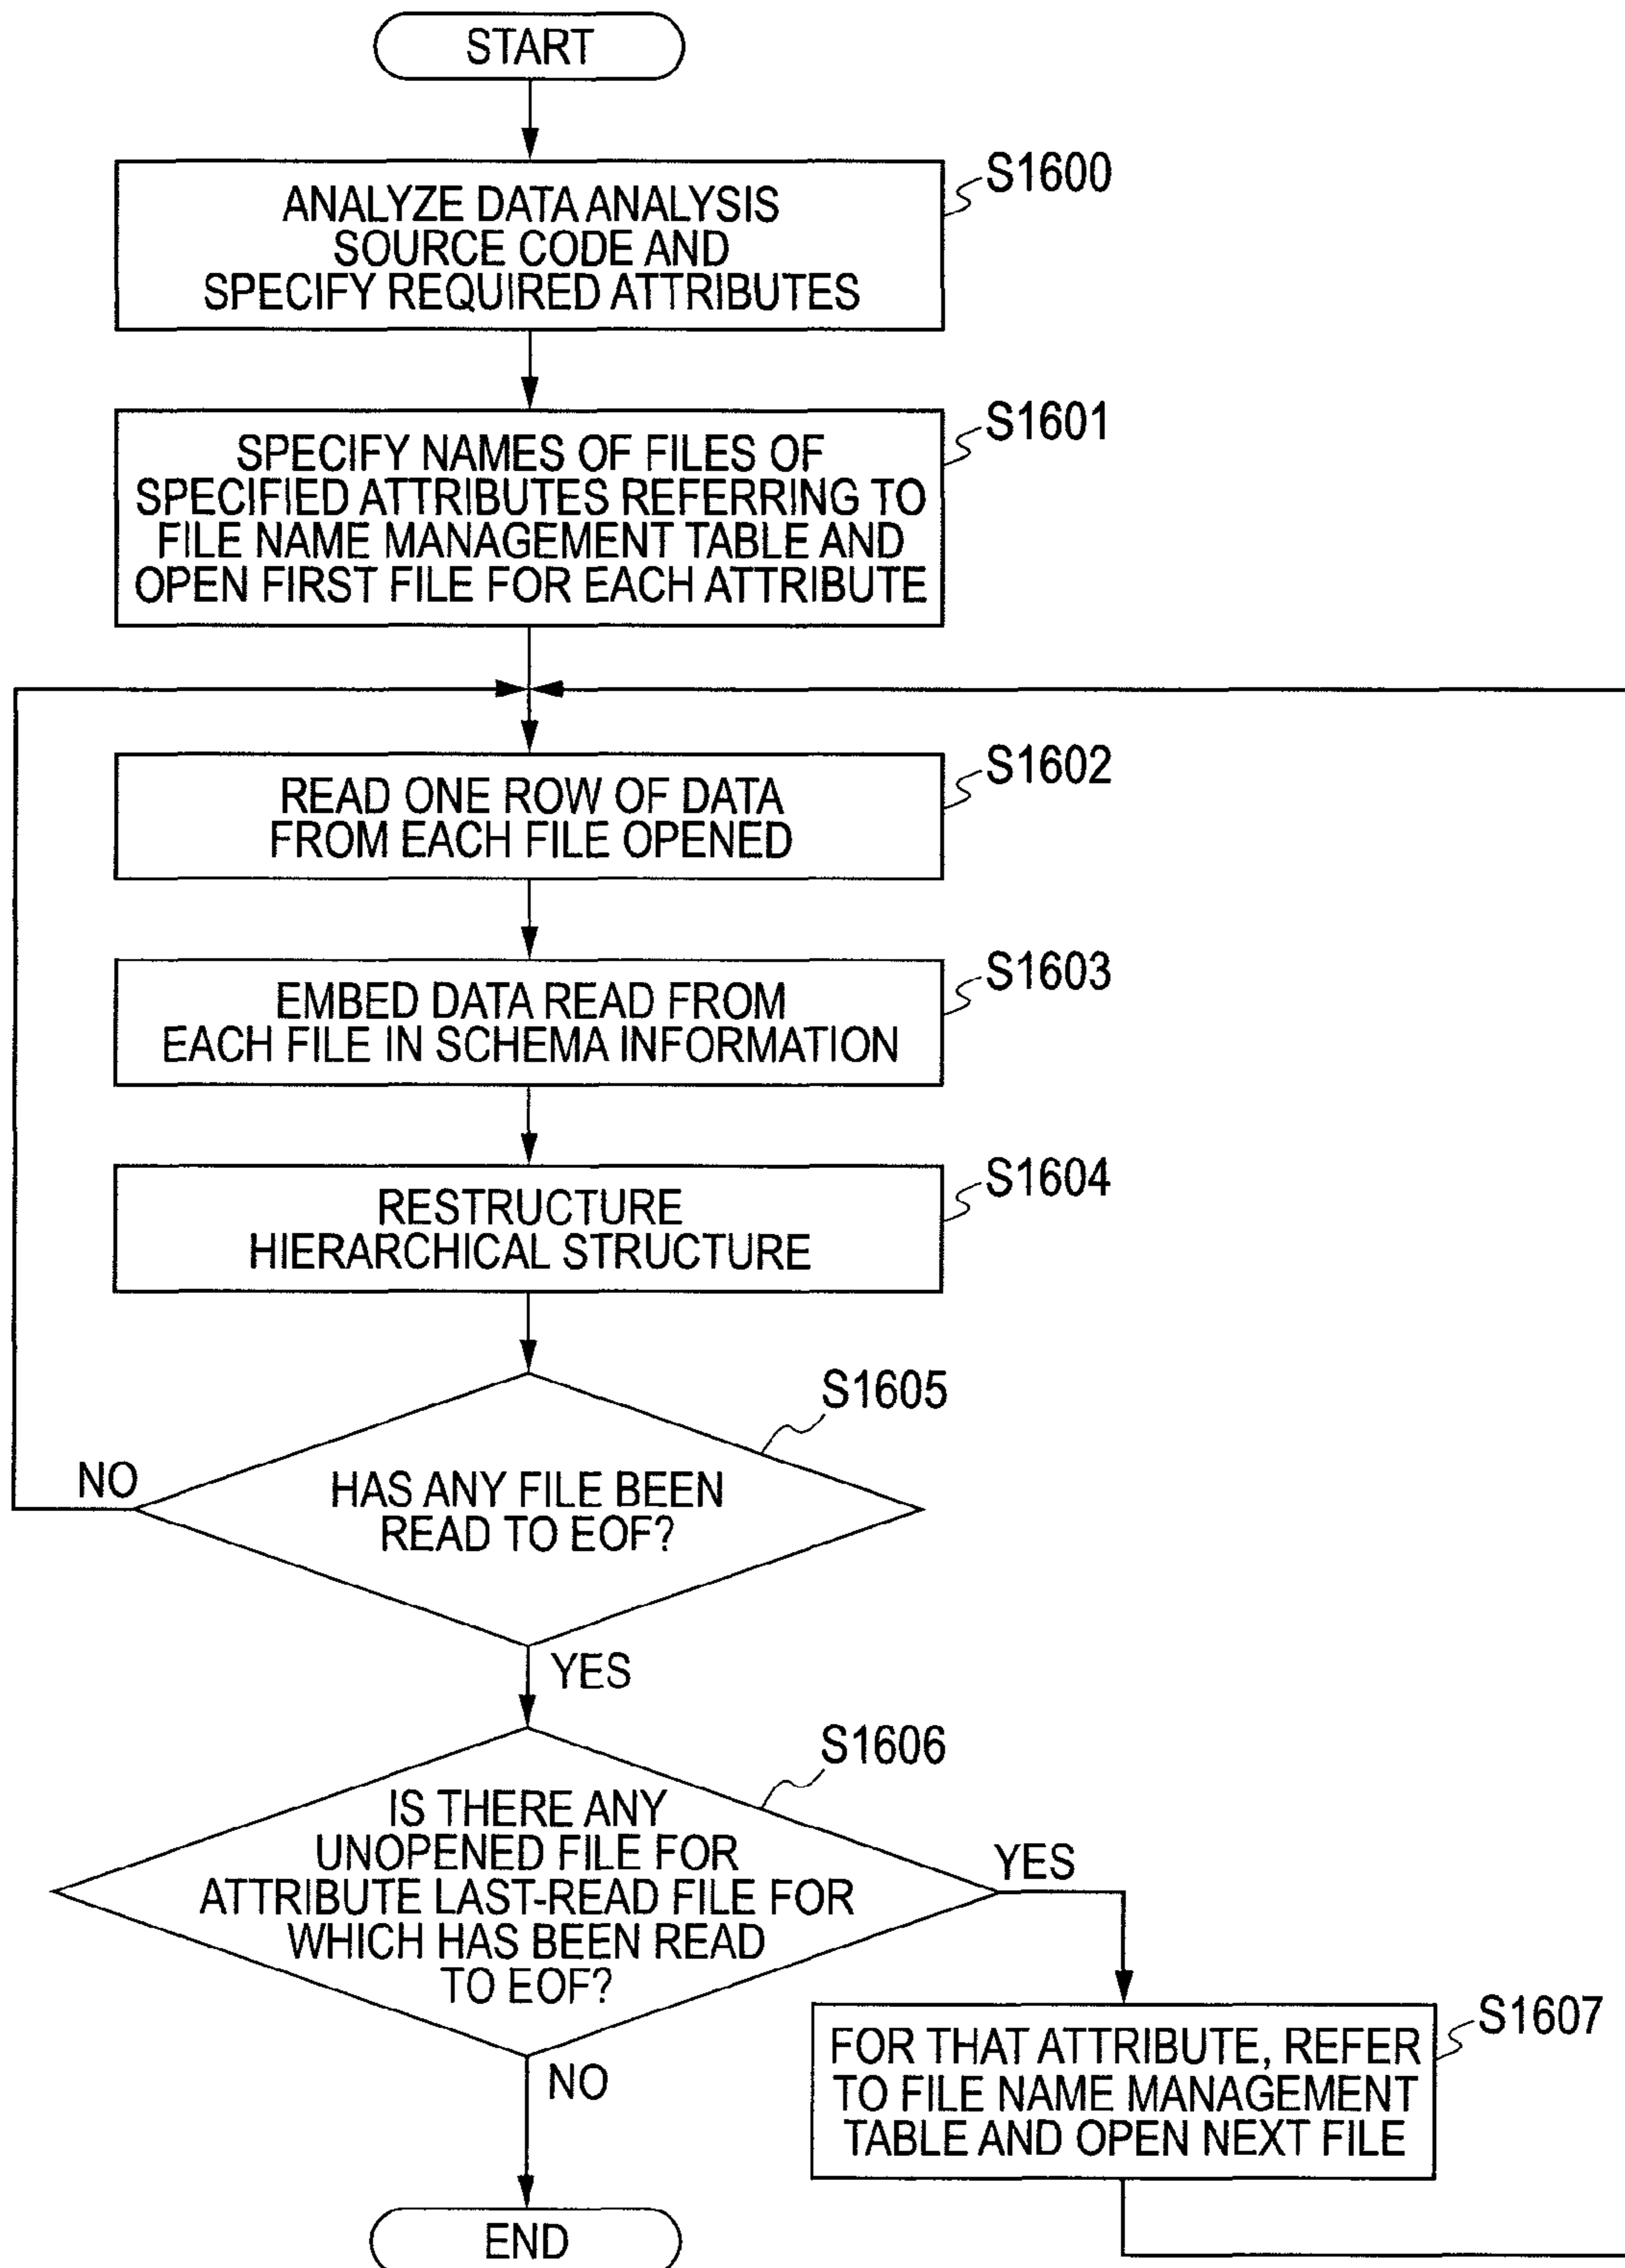 START
S1600
ANALYZE DATA ANALYSIS
SOURCE CODE AND
SPECIFY REQUIRED ATTRIBUTES
S1601
SPECIFY NAMES OF FILES OF
SPECIFIED ATTRIBUTES REFERRING TO
FILE NAME MANAGEMENT TABLE AND
OPEN FIRST FILE FOR EACH ATTRIBUTE
S1602
READ ONE ROW OF DATA
FROM EACH FILE OPENED
S1603
EMBED DATA READ FROM
EACH FILE IN SCHEMA INFORMATION
S1604
RESTRUCTURE
HIERARCHICAL STRUCTURE
S1605
NO
HAS ANY FILE BEEN
READ TO EOF?
YES
S1606
IS THERE ANY
UNOPENED FILE FOR
ATTRIBUTE LAST-READ FILE FOR
WHICH HAS BEEN READ
TO EOF?
YES
NO
S1607
FOR THAT ATTRIBUTE, REFER
TO FILE NAME MANAGEMENT
TABLE AND OPEN NEXT FILE
END